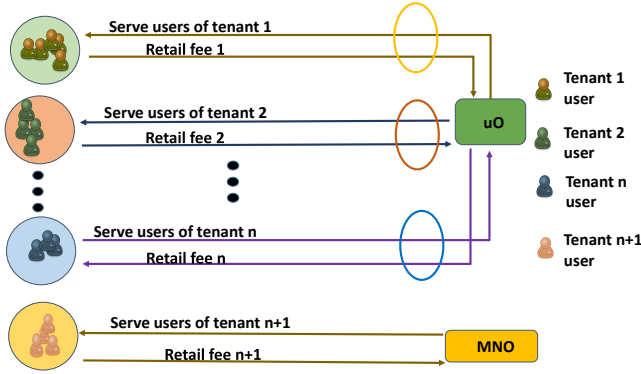 Serve users of tenant 1
Retail fee 1
Serve users of tenant 2
Retail fee 2
uO
Serve users of tenant n
Retail fee n
Serve users of tenant n+1
Retail fee n+1
MNO
Tenant 1
user
Tenant 2
user
Tenant n
user
Tenant n+1
user